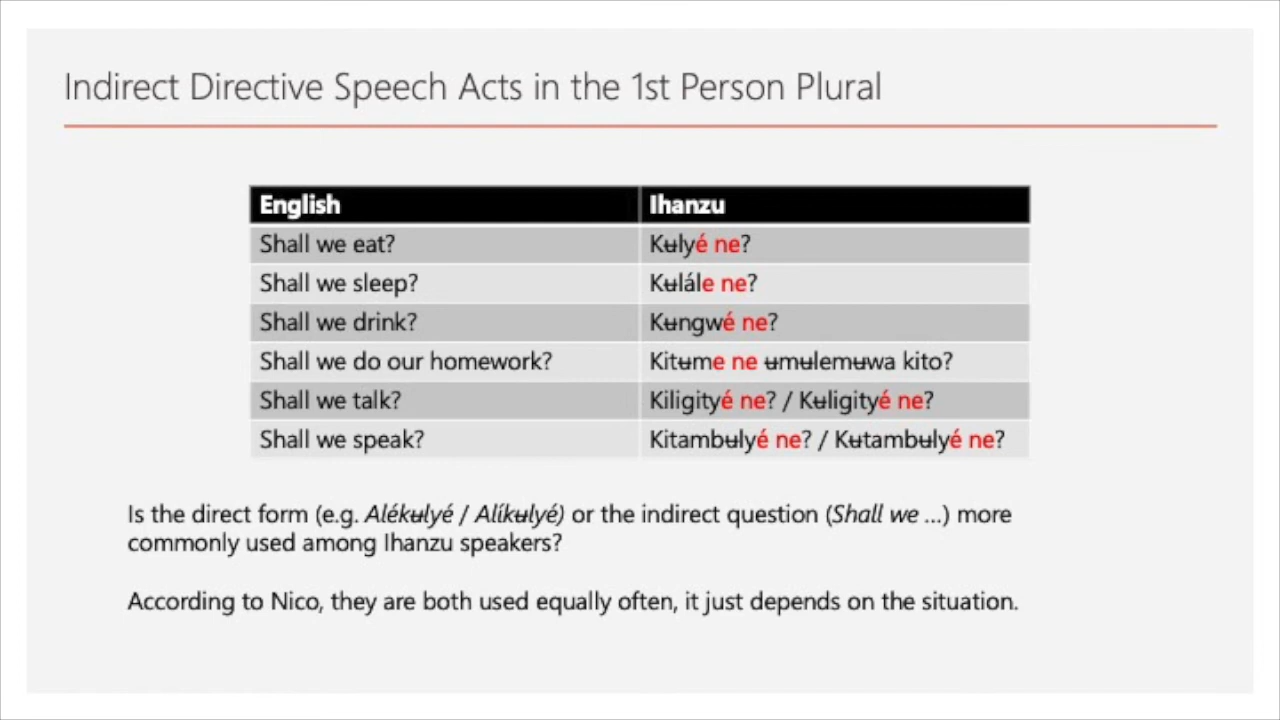 Indirect Directive Speech Acts in the 1st Person Plural
English Ihanzu
Shall we eat? Kʉlyé ne?
Shall we sleep? Kʉlále ne?
Shall we drink? Kʉngwé ne?
Shall we do our homework? Kitʉme ne ʉmʉlemʉwa kito?
Shall we talk? Kiligityé ne? / Kʉligityé ne?
Shall we speak? Kitambʉlyé ne? / Kʉtambʉlyé ne?
Is the direct form (e.g. Alékʉlyé / Alíkʉlyé) or the indirect question (Shall we …) more
commonly used among Ihanzu speakers?
According to Nico, they are both used equally often, it just depends on the situation.